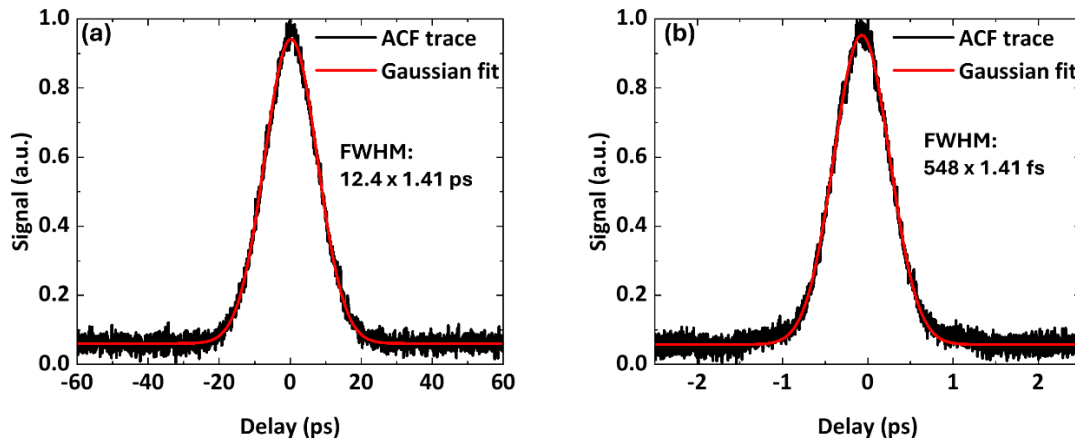 (a)
ACF trace
Gaussian fit
FWHM:
12.4 x 1.41 ps
Signal (a.u.)
1.0
0.8
0.6
0.4
0.2
0.0
-60 -40 -20 0 20 40 60
Delay (ps)
(b)
ACF trace
Gaussian fit
FWHM:
548 x 1.41 fs
Signal (a.u.)
1.0
0.8
0.6
0.4
0.2
0.0
-2 -1 0 1 2
Delay (ps)